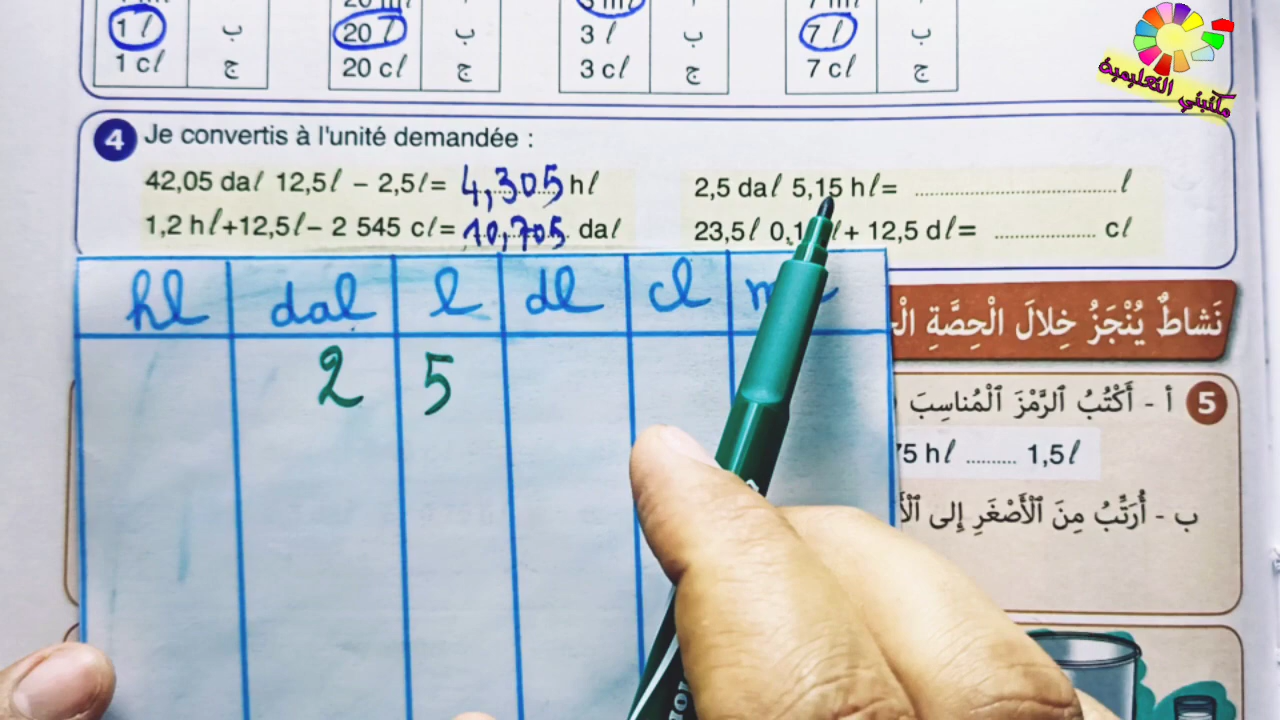 1 ℓ ب 20 ℓ ب 3 ℓ ب 7 ℓ ب
1 cℓ ج 20 cℓ ج 3 cℓ ج 7 cℓ ج
مكتبتي التعليمية
4 Je convertis à l'unité demandée :
42,05 daℓ 12,5ℓ – 2,5ℓ= 4,305 hℓ
1,2 hℓ+12,5ℓ– 2 545 cℓ= 10,705 daℓ
2,5 daℓ 5,15 hℓ= ........ ℓ
23,5ℓ + 12,5 dℓ= ........ cℓ
hl dal l dl cl
2 5
نَشاطٌ يُنْجَزُ خِلالَ الْحِصَّةِ
5 أ - أَكْتُبُ ٱلرَّمْزَ ٱلْمُناسِبَ
75 hℓ .......... 1,5ℓ
ب - أُرَتِّبُ مِنَ ٱلْأَصْغَرِ إِلى